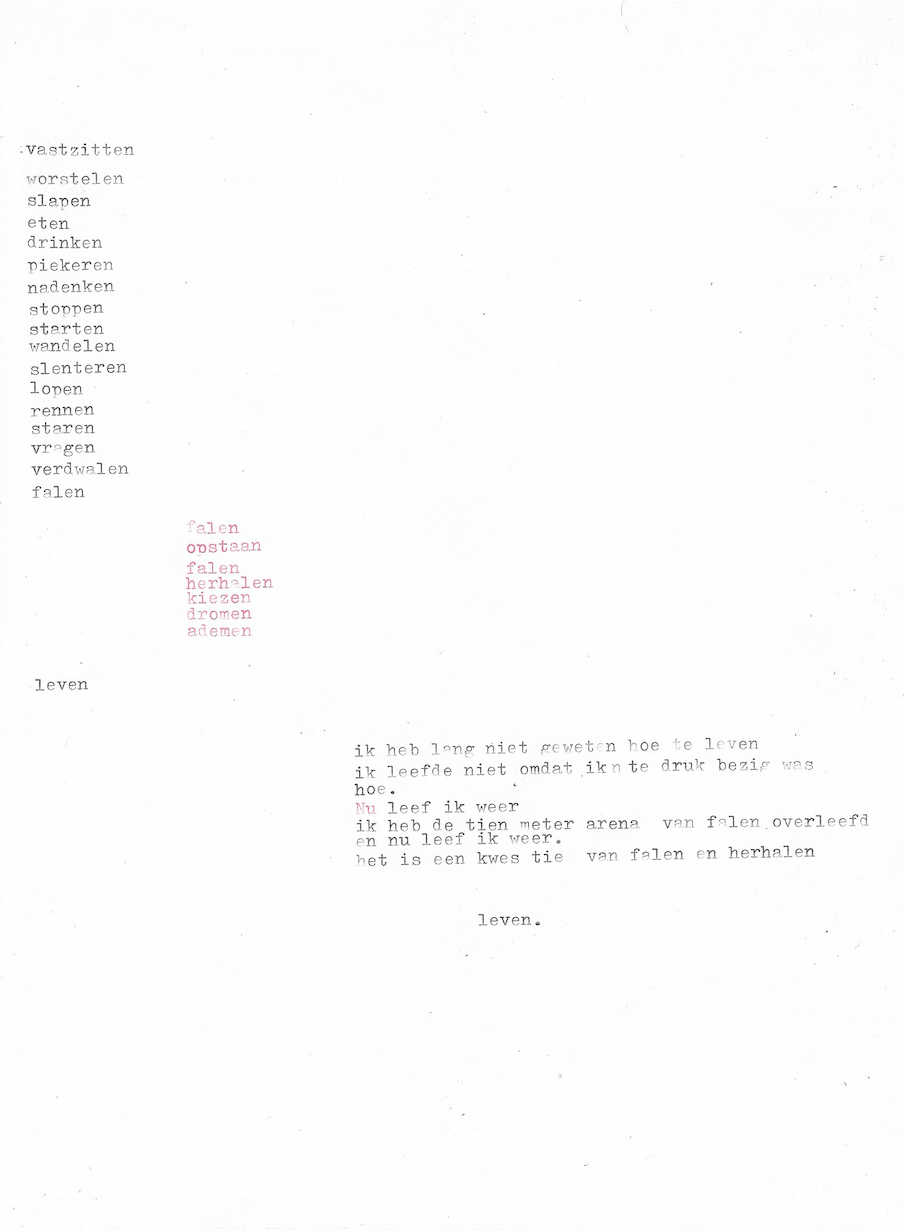 vastzitten
worstelen
slapen
eten
drinken
piekeren
nadenken
stoppen
starten
wandelen
slenteren
lopen
rennen
staren
vragen
verdwalen
falen
falen
opstaan
falen
herhalen
kiezen
dromen
ademen
leven
ik heb lang niet geweten hoe te leven
ik leefde niet omdat ikn te druk bezig was
hoe.
Nu leef ik weer
ik heb de tien meter arena van falen overleefd
en nu leef ik weer.
het is een kwes tie van falen en herhalen
leven.